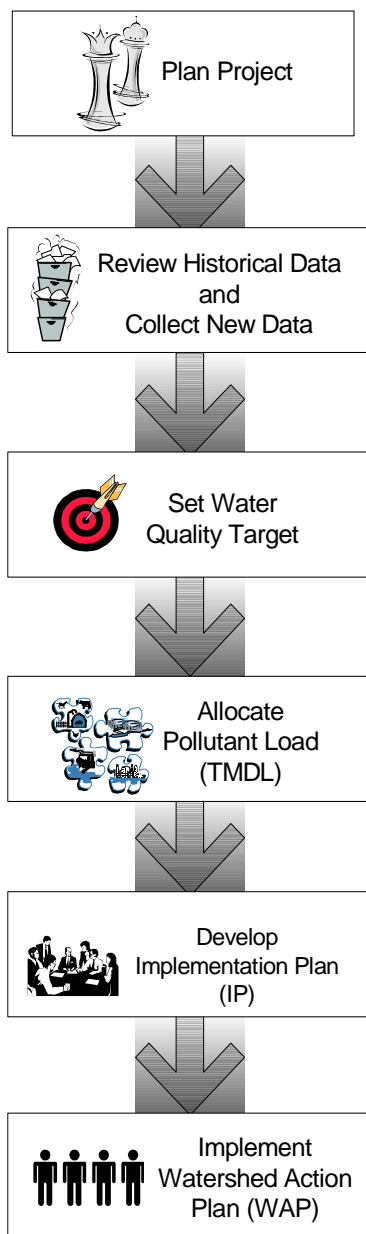 Plan Project
Review Historical Data
and
Collect New Data
Set Water
Quality Target
Allocate
Pollutant Load
(TMDL)
Develop
Implementation Plan
(IP)
Implement
Watershed Action
Plan (WAP)